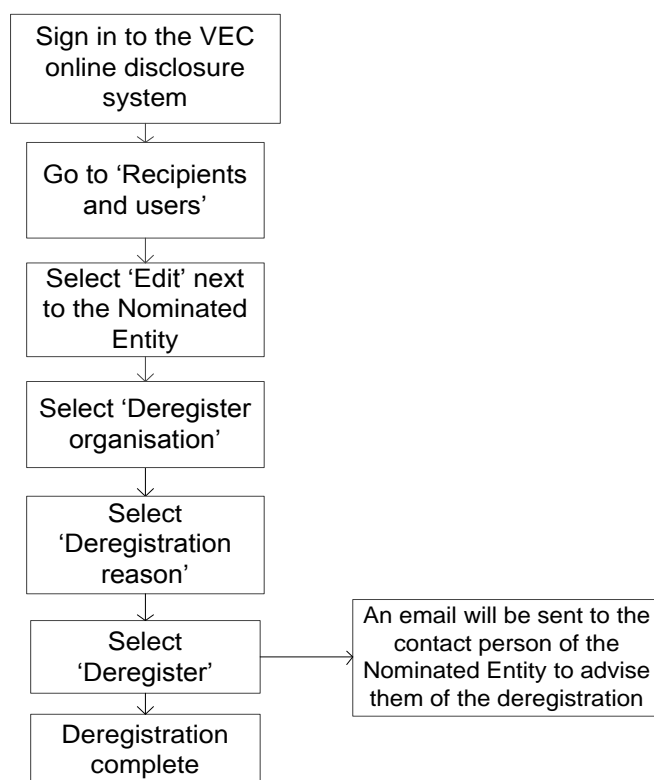 Sign in to the VEC
online disclosure
system
Go to ‘Recipients
and users’
Select ‘Edit’ next
to the Nominated
Entity
Select ‘Deregister
organisation’
Select
‘Deregistration
reason’
Select
‘Deregister’
An email will be sent to the
contact person of the
Nominated Entity to advise
them of the deregistration
Deregistration
complete